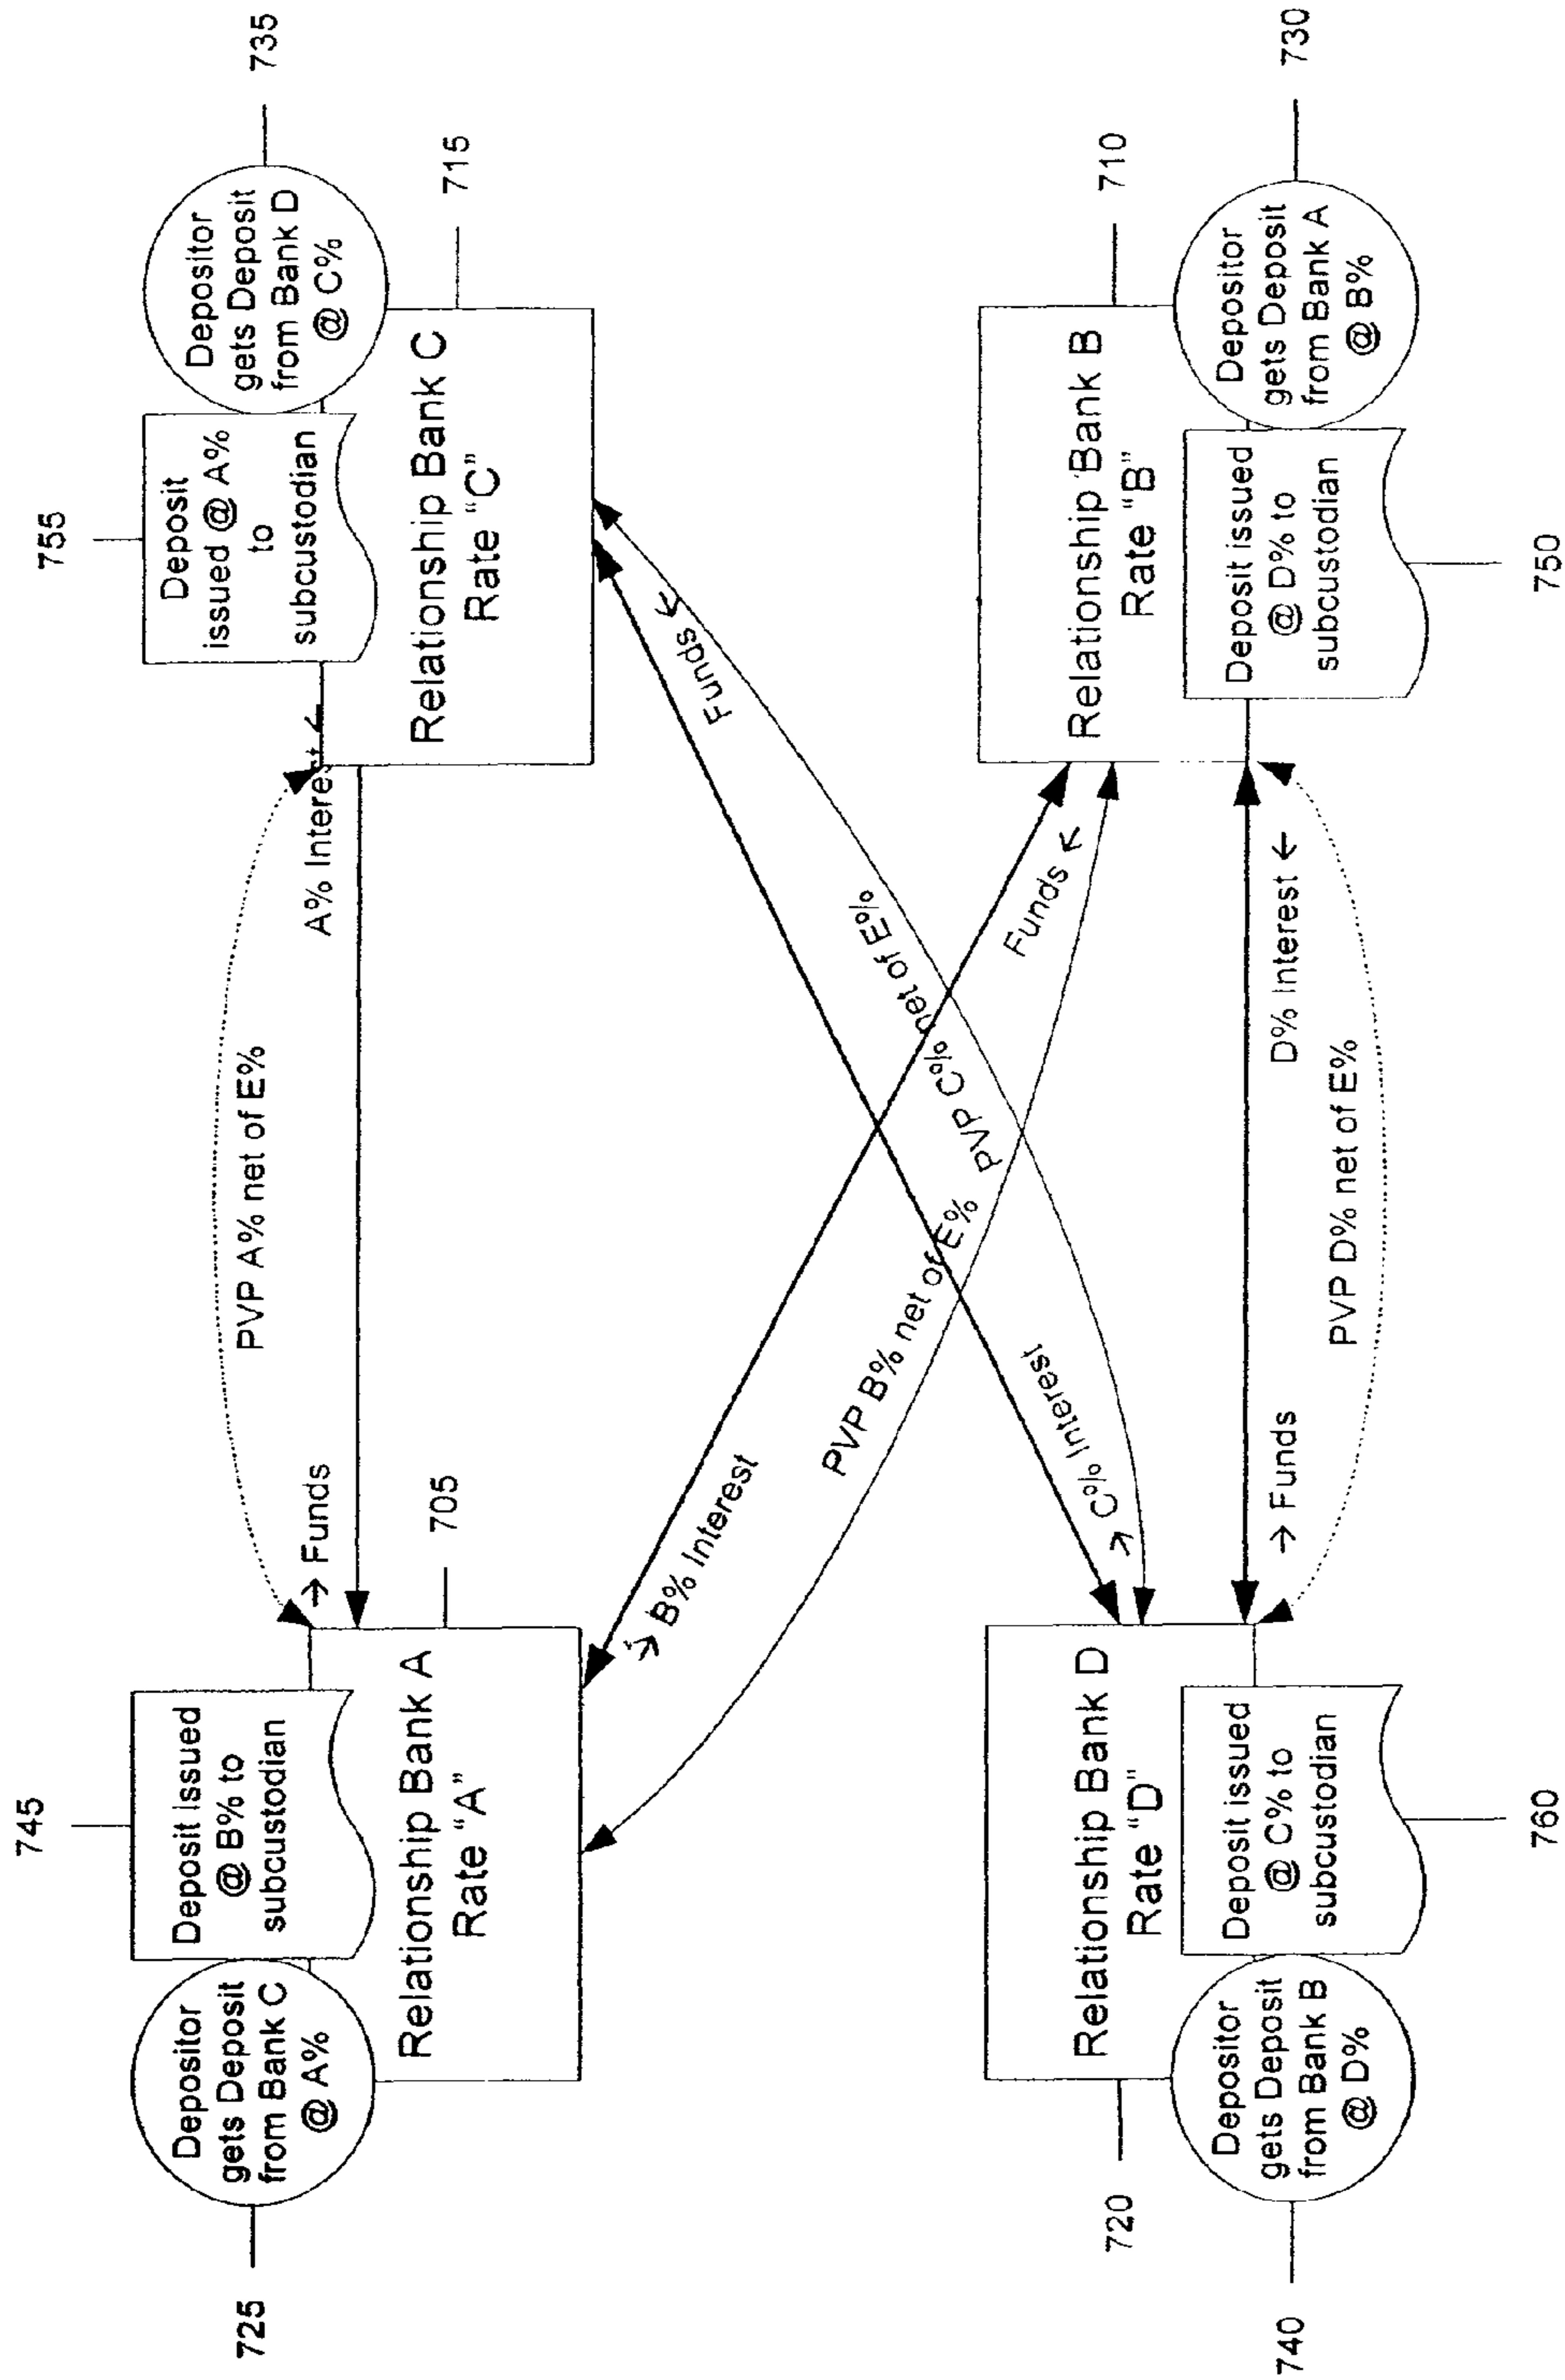 745
Deposit Issued
@ B% to
subcustodian
725
Depositor
gets Deposit
from Bank C
@ A%
Relationship Bank A
Rate "A"
705
→ Funds
PVP A% net of E%
A% Interest ←
755
Deposit
issued @ A%
to
subcustodian
Depositor
gets Deposit
from Bank D
@ C%
735
Relationship Bank C
Rate "C"
715
→ B% Interest
Funds ←
PVP B% net of E%
PVP C% net of E%
Funds ←
→ C% Interest
720
Relationship Bank D
Rate "D"
Deposit issued
@ C% to
subcustodian
760
740
Depositor
gets Deposit
from Bank B
@ D%
→ Funds
D% Interest ←
PVP D% net of E%
Relationship Bank B
Rate "B"
710
Deposit issued
@ D% to
subcustodian
750
Depositor
gets Deposit
from Bank A
@ B%
730